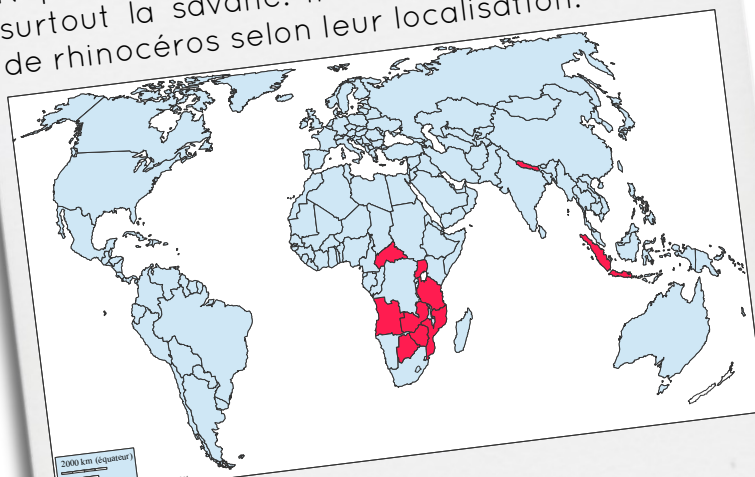 surtout la savane.
de rhinocéros selon leur localisation.
2000 km (équateur)